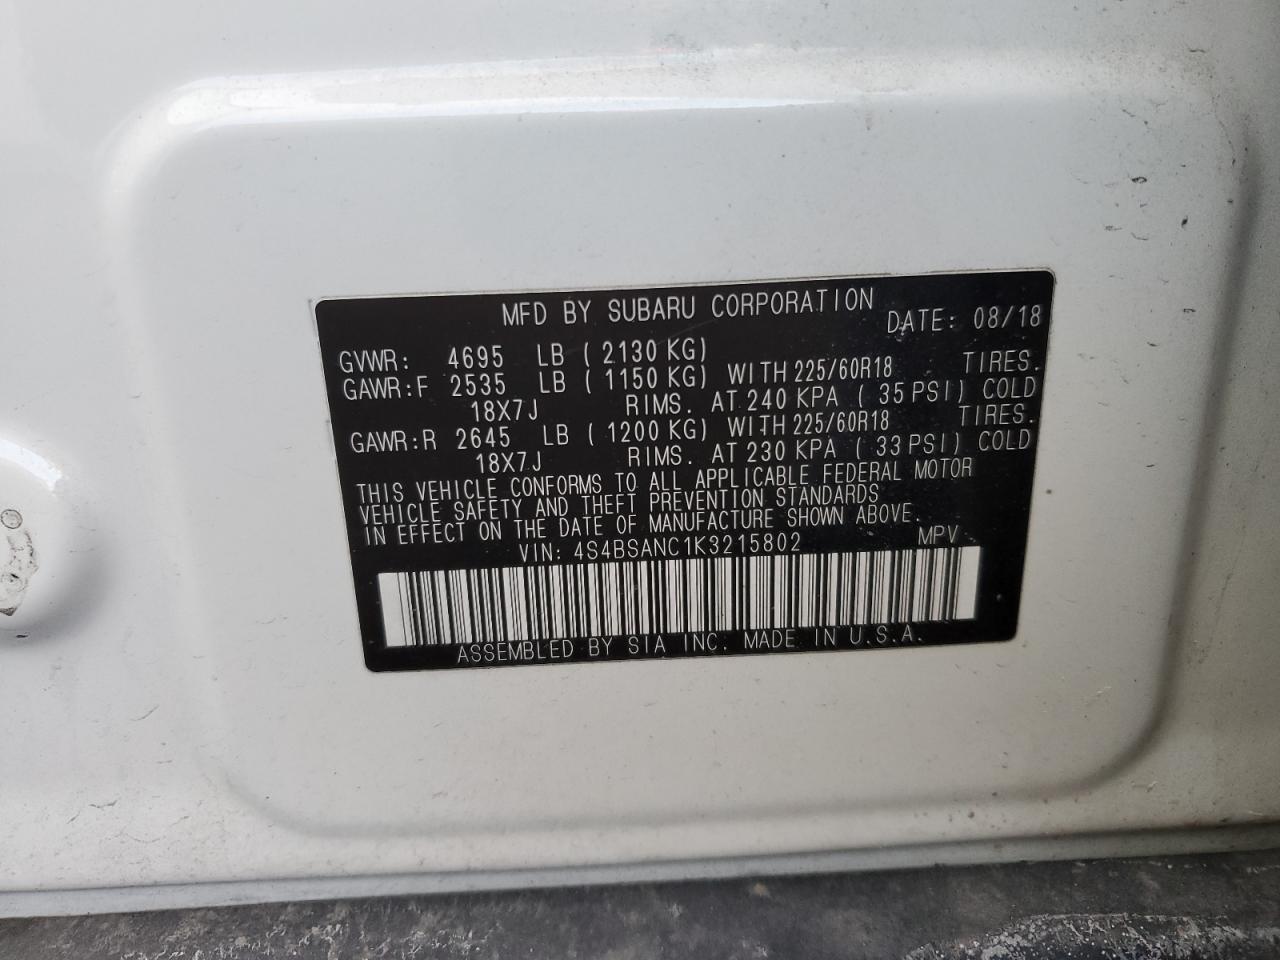 MFD BY SUBARU CORPORATION DATE: 08/18
GVWR: 4695 LB ( 2130 KG)
GAWR:F 2535 LB ( 1150 KG) WITH 225/60R18 TIRES.
18X7J RIMS. AT 240 KPA ( 35 PSI) COLD
GAWR:R 2645 LB ( 1200 KG) WITH 225/60R18 TIRES.
18X7J RIMS. AT 230 KPA ( 33 PSI) COLD
THIS VEHICLE CONFORMS TO ALL APPLICABLE FEDERAL MOTOR
VEHICLE SAFETY AND THEFT PREVENTION STANDARDS
IN EFFECT ON THE DATE OF MANUFACTURE SHOWN ABOVE.
VIN: 4S4BSANC1K3215802 MPV
ASSEMBLED BY SIA INC. MADE IN U.S.A.